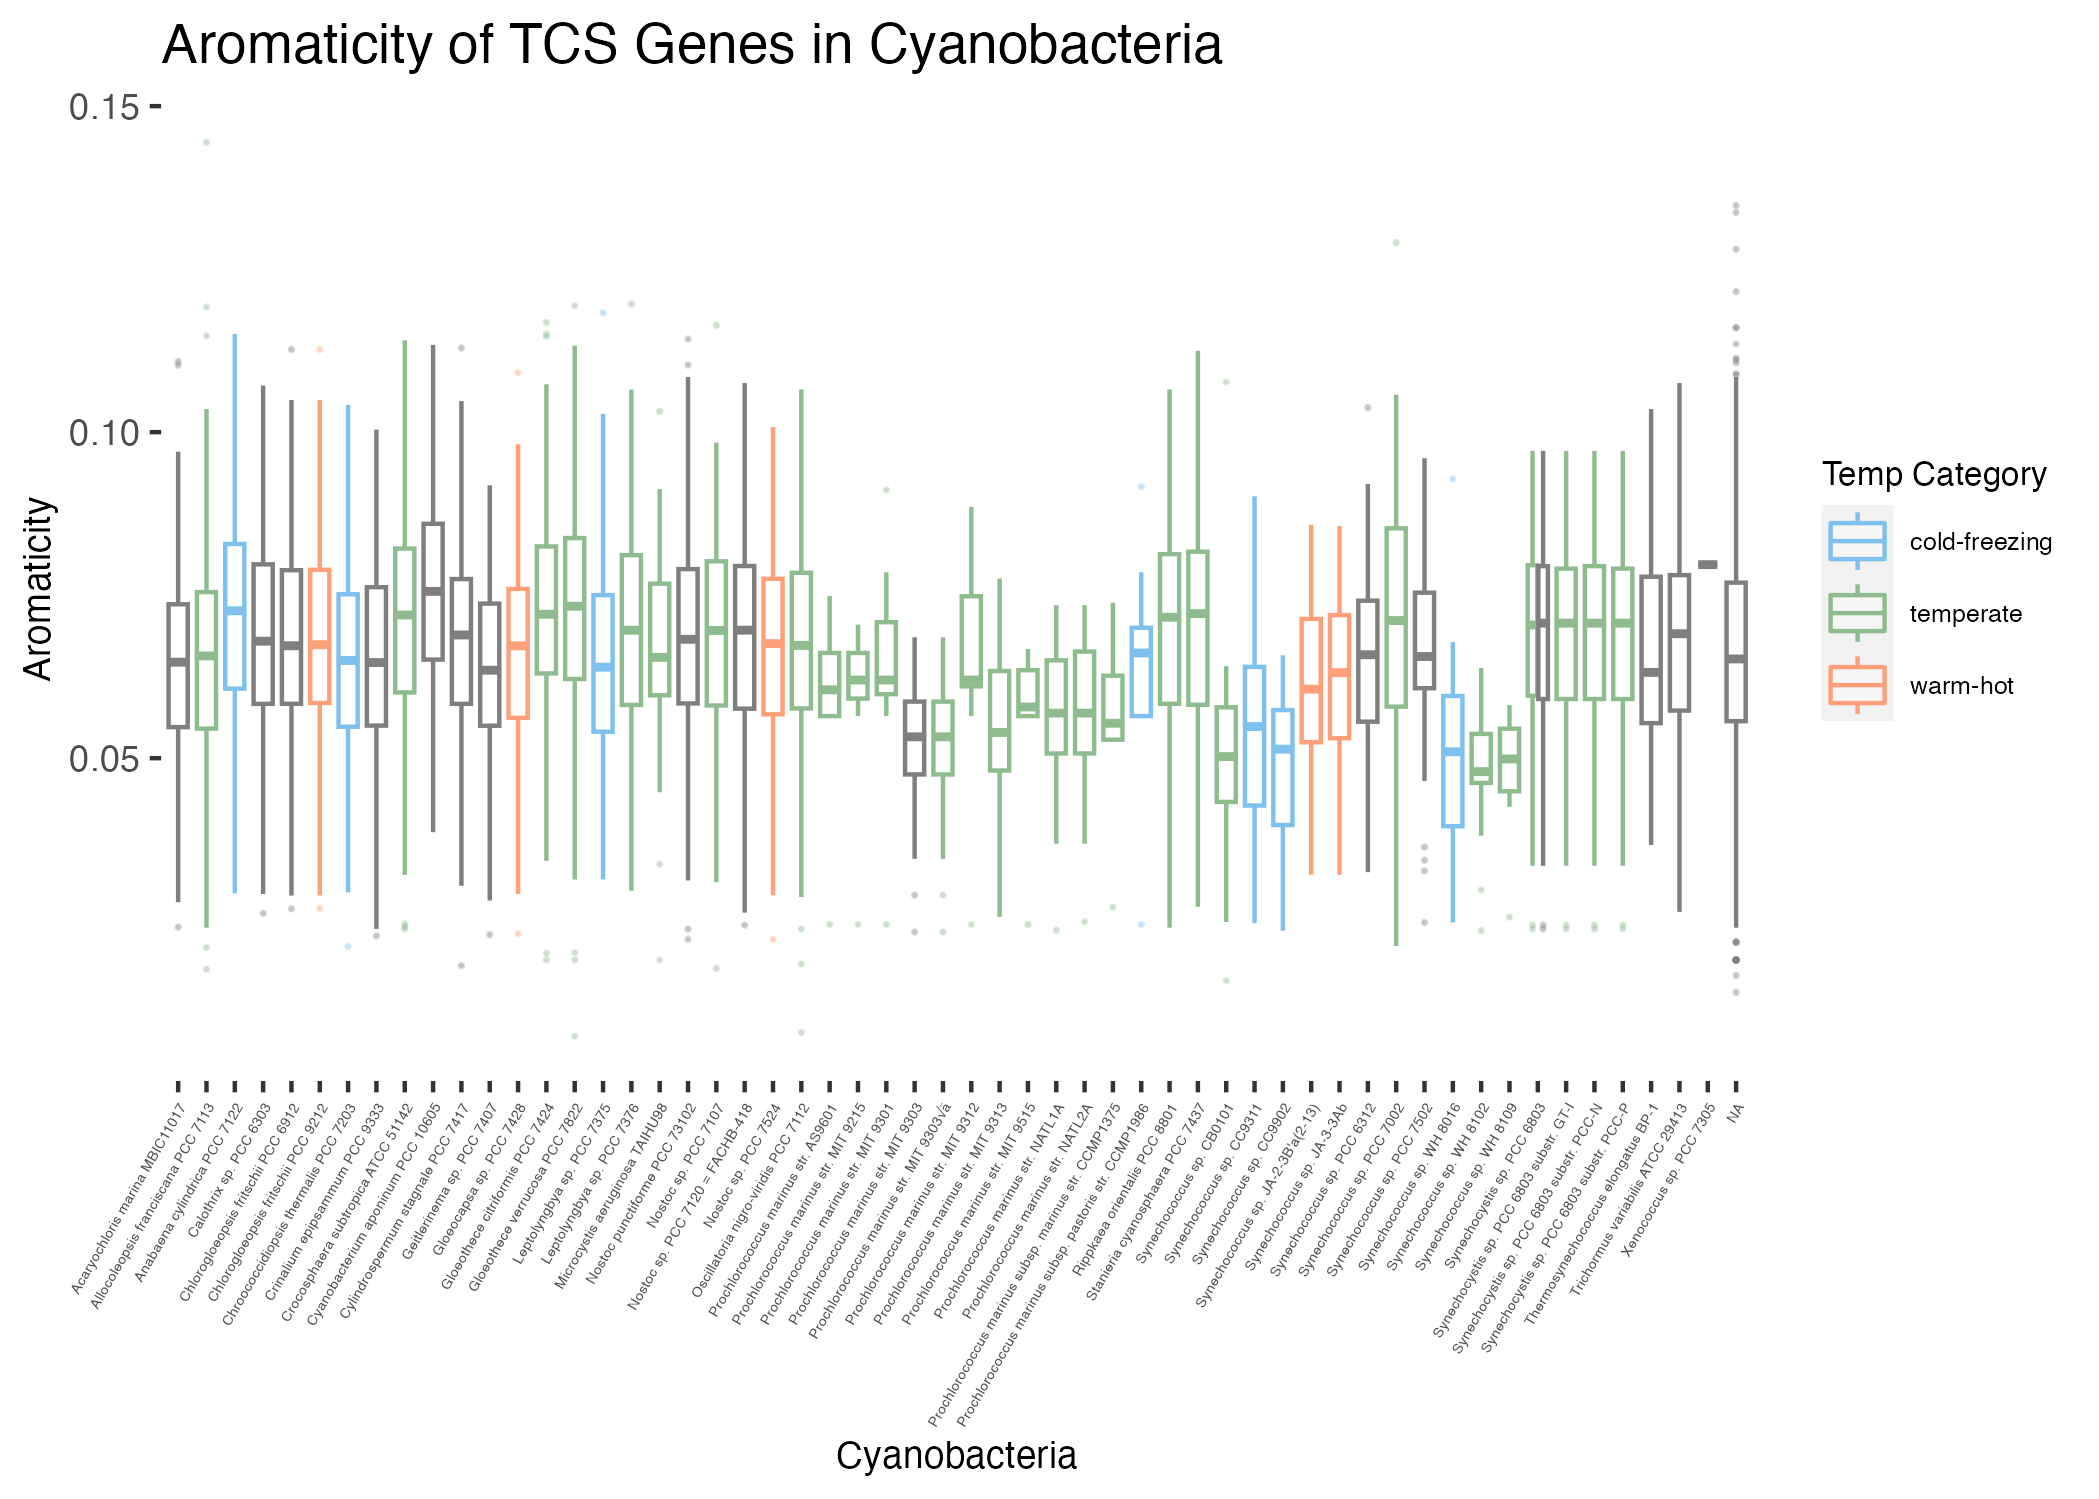 Aromaticity of TCS Genes in Cyanobacteria
0.15
0.10
0.05
Aromaticity
Acaryochloris marina MBIC11017
Allocoleopsis franciscana PCC 7113
Anabaena cylindrica PCC 7122
Calothrix sp. PCC 6303
Chlorogloeopsis fritschii PCC 6912
Chlorogloeopsis fritschii PCC 9212
Chroococcidiopsis thermalis PCC 7203
Crinalium epipsammum PCC 9333
Crocosphaera subtropica ATCC 51142
Cyanobacterium aponinum PCC 10605
Cylindrospermum stagnale PCC 7417
Geitlerinema sp. PCC 7407
Gloeocapsa sp. PCC 7428
Gloeothece citriformis PCC 7424
Gloeothece verrucosa PCC 7822
Leptolyngbya sp. PCC 7375
Leptolyngbya sp. PCC 7376
Microcystis aeruginosa TAIHU98
Nostoc punctiforme PCC 73102
Nostoc sp. PCC 7107
Nostoc sp. PCC 7120 = FACHB-418
Nostoc sp. PCC 7524
Oscillatoria nigro-viridis PCC 7112
Prochlorococcus marinus str. AS9601
Prochlorococcus marinus str. MIT 9215
Prochlorococcus marinus str. MIT 9301
Prochlorococcus marinus str. MIT 9303
Prochlorococcus marinus str. MIT 9303Vä
Prochlorococcus marinus str. MIT 9312
Prochlorococcus marinus str. MIT 9313
Prochlorococcus marinus str. MIT 9515
Prochlorococcus marinus str. NATL1A
Prochlorococcus marinus str. NATL2A
Prochlorococcus marinus subsp. marinus str. CCMP1375
Prochlorococcus marinus subsp. pastoris str. CCMP1986
Rippkaea orientalis PCC 8801
Stanieria cyanosphaera PCC 7437
Synechococcus sp. CB0101
Synechococcus sp. CC9311
Synechococcus sp. CC9902
Synechococcus sp. JA-2-3B'a(2-13)
Synechococcus sp. JA-3-3Ab
Synechococcus sp. PCC 6312
Synechococcus sp. PCC 7002
Synechococcus sp. PCC 7502
Synechococcus sp. WH 8016
Synechococcus sp. WH 8102
Synechococcus sp. WH 8109
Synechocystis sp. PCC 6803
Synechocystis sp. PCC 6803 substr. GT-I
Synechocystis sp. PCC 6803 substr. PCC-N
Synechocystis sp. PCC 6803 substr. PCC-P
Thermosynechococcus elongatus BP-1
Trichormus variabilis ATCC 29413
Xenococcus sp. PCC 7305
NA
Cyanobacteria
Temp Category
cold-freezing
temperate
warm-hot